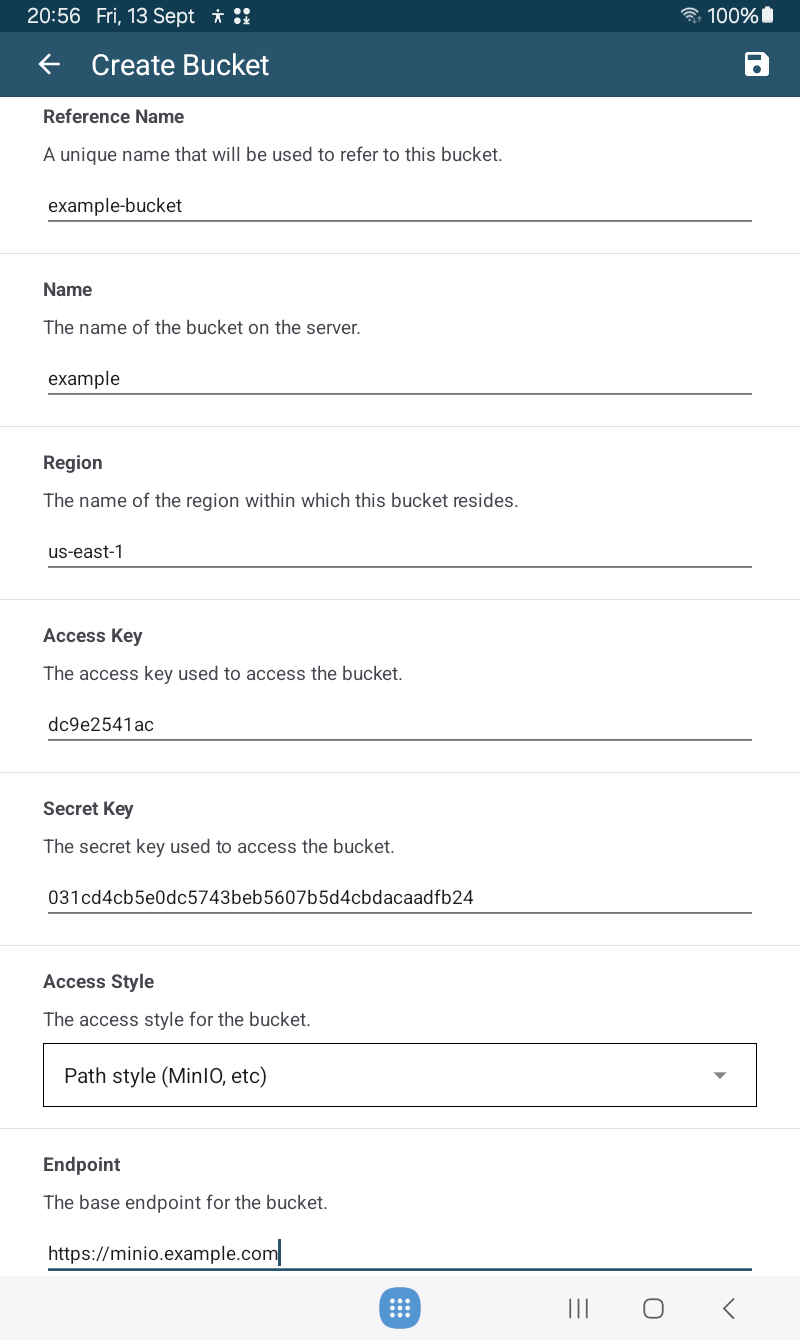 20:56 Fri, 13 Sept 100%
Create Bucket
Reference Name
A unique name that will be used to refer to this bucket.
example-bucket
Name
The name of the bucket on the server.
example
Region
The name of the region within which this bucket resides.
us-east-1
Access Key
The access key used to access the bucket.
dc9e2541ac
Secret Key
The secret key used to access the bucket.
031cd4cb5e0dc5743beb5607b5d4cbdacaadfb24
Access Style
The access style for the bucket.
Path style (MinIO, etc)
Endpoint
The base endpoint for the bucket.
https://minio.example.com